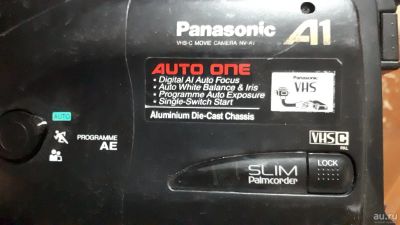 Panasonic A1
VHS-C MOVIE CAMERA NV-A1
AUTO ONE
• Digital AI Auto Focus
• Auto White Balance & Iris
• Programme Auto Exposure
• Single-Switch Start
Aluminium Die-Cast Chassis
Panasonic
VHS
AUTO
PROGRAMME
AE
VHS C
PAL
SLIM
Palmcorder
LOCK
au.ru